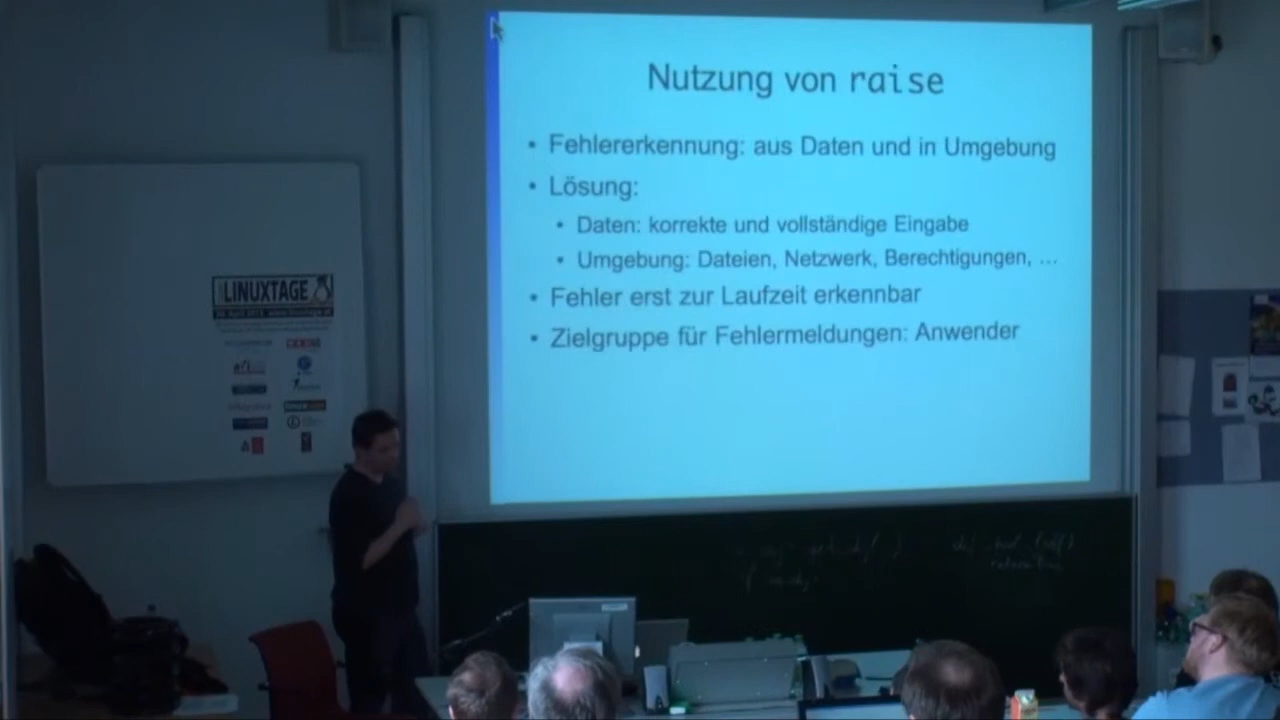 Nutzung von raise
• Fehlererkennung: aus Daten und in Umgebung
• Lösung:
• Daten: korrekte und vollständige Eingabe
• Umgebung: Dateien, Netzwerk, Berechtigungen, ...
• Fehler erst zur Laufzeit erkennbar
• Zielgruppe für Fehlermeldungen: Anwender
LINUXTAGE